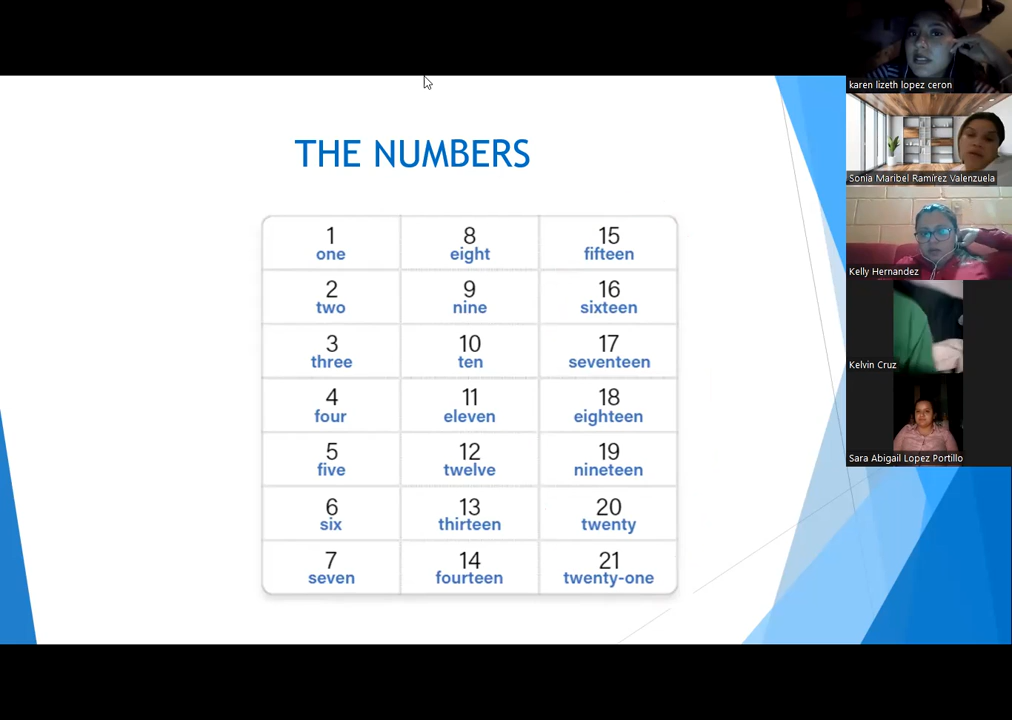 THE NUMBERS
1
one
8
eight
15
fifteen
2
two
9
nine
16
sixteen
3
three
10
ten
17
seventeen
4
four
11
eleven
18
eighteen
5
five
12
twelve
19
nineteen
6
six
13
thirteen
20
twenty
7
seven
14
fourteen
21
twenty-one
karen lizeth lopez ceron
Sonia Maribel Ramírez Valenzuela
Kelly Hernandez
Kelvin Cruz
Sara Abigail Lopez Portillo